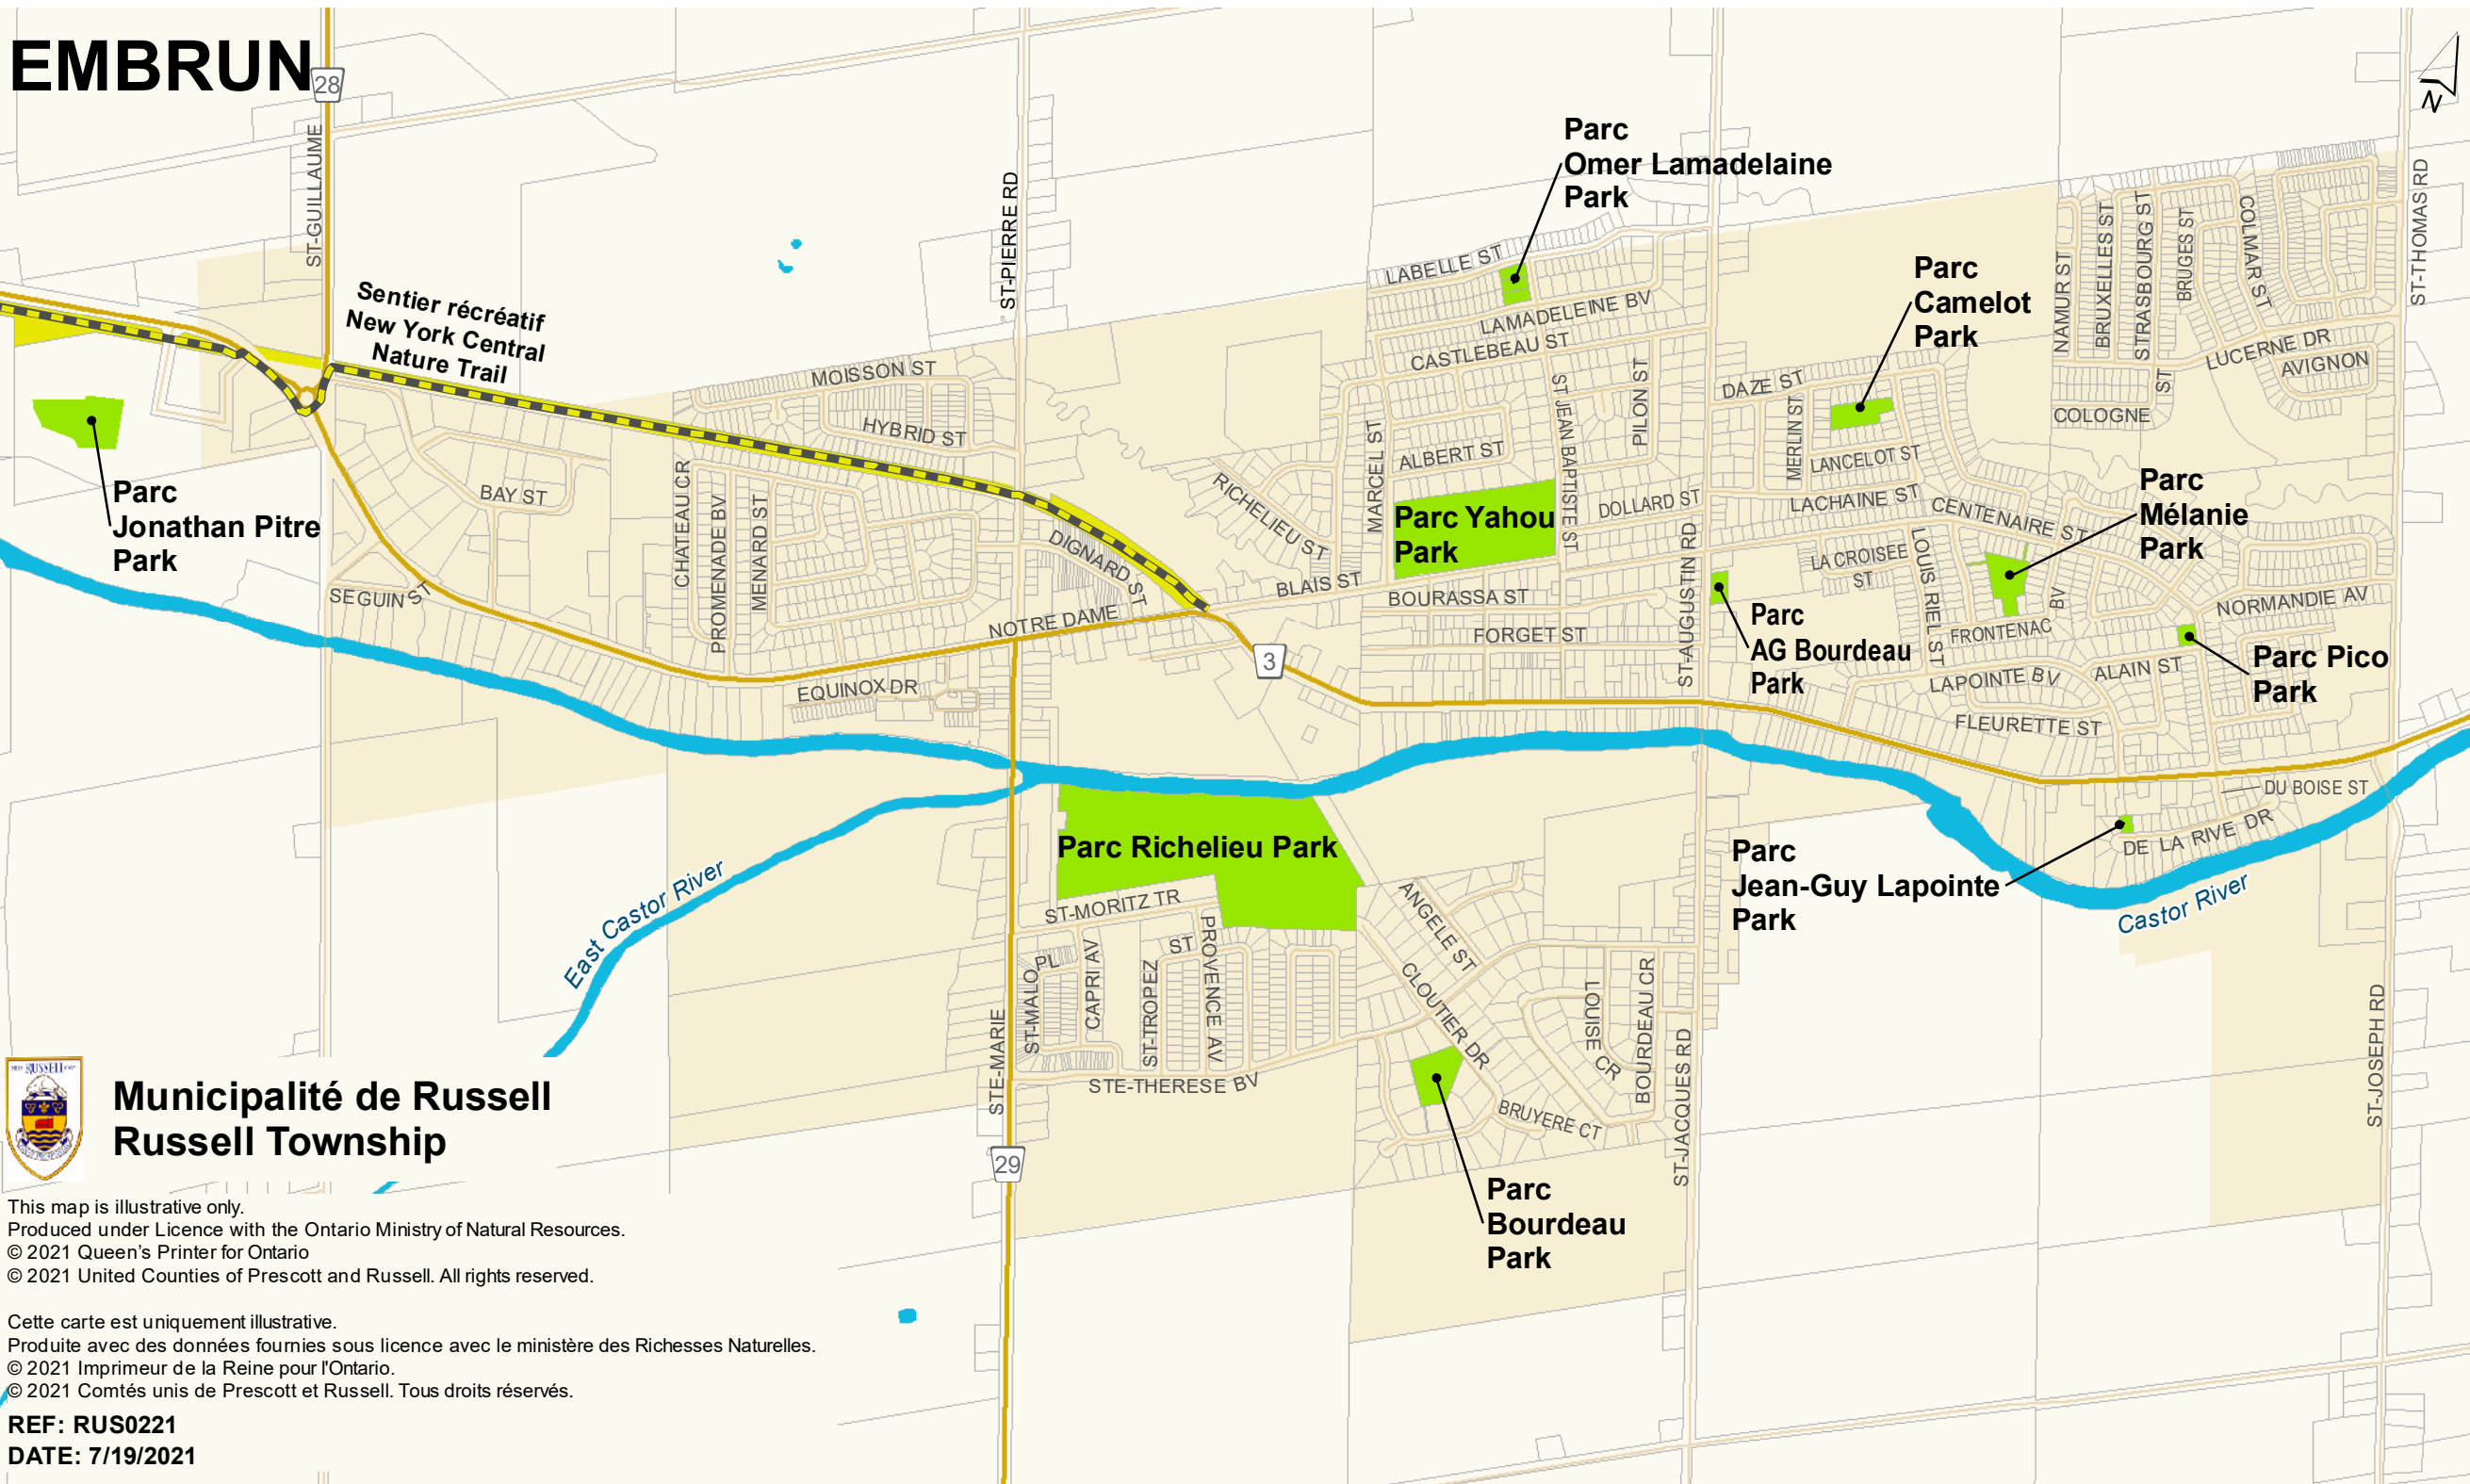 EMBRUN
28
N
ST-GUILLAUME
ST-PIERRE RD
Parc
Omer Lamadelaine
Park
ST-THOMAS RD
Sentier récréatif
New York Central
Nature Trail
LABELLE ST
LAMADELEINE BV
CASTLEBEAU ST
Parc
Camelot
Park
NAMUR ST
BRUXELLES ST
STRASBOURG ST
BRUGES ST
COLMAR ST
LUCERNE DR
AVIGNON
ST
COLOGNE
MOISSON ST
HYBRID ST
DAZE ST
MERLIN ST
LANCELOT ST
LACHAINE ST
PILON ST
ST JEAN BAPTISTE ST
MARCEL ST
ALBERT ST
DOLLARD ST
RICHELIEU ST
Parc Yahou
Park
Parc
Jonathan Pitre
Park
BAY ST
CHATEAU CR
PROMENADE BV
MENARD ST
DIGNARD ST
SEGUIN ST
NOTRE DAME
BLAIS ST
BOURASSA ST
FORGET ST
ST-AUGUSTIN RD
CENTENAIRE ST
LA CROISEE
ST
LOUIS RIEL ST
Parc
Mélanie
Park
BV
FRONTENAC
NORMANDIE AV
Parc
AG Bourdeau
Park
LAPOINTE BV
ALAIN ST
Parc Pico
Park
FLEURETTE ST
3
EQUINOX DR
DU BOISE ST
DE LA RIVE DR
Parc Richelieu Park
Parc
Jean-Guy Lapointe
Park
Castor River
East Castor River
ST-MORITZ TR
ANGELE ST
PL
ST-MALO
CAPRI AV
ST
ST-TROPEZ
PROVENCE AV
CLOUTIER DR
LOUISE CR
BOURDEAU CR
STE-MARIE
STE-THERESE BV
BRUYERE CT
ST-JACQUES RD
ST-JOSEPH RD
29
Parc
Bourdeau
Park
RUSSELL
Municipalité de Russell
Russell Township
This map is illustrative only.
Produced under Licence with the Ontario Ministry of Natural Resources.
© 2021 Queen's Printer for Ontario
© 2021 United Counties of Prescott and Russell. All rights reserved.
Cette carte est uniquement illustrative.
Produite avec des données fournies sous licence avec le ministère des Richesses Naturelles.
© 2021 Imprimeur de la Reine pour l'Ontario.
© 2021 Comtés unis de Prescott et Russell. Tous droits réservés.
REF: RUS0221
DATE: 7/19/2021